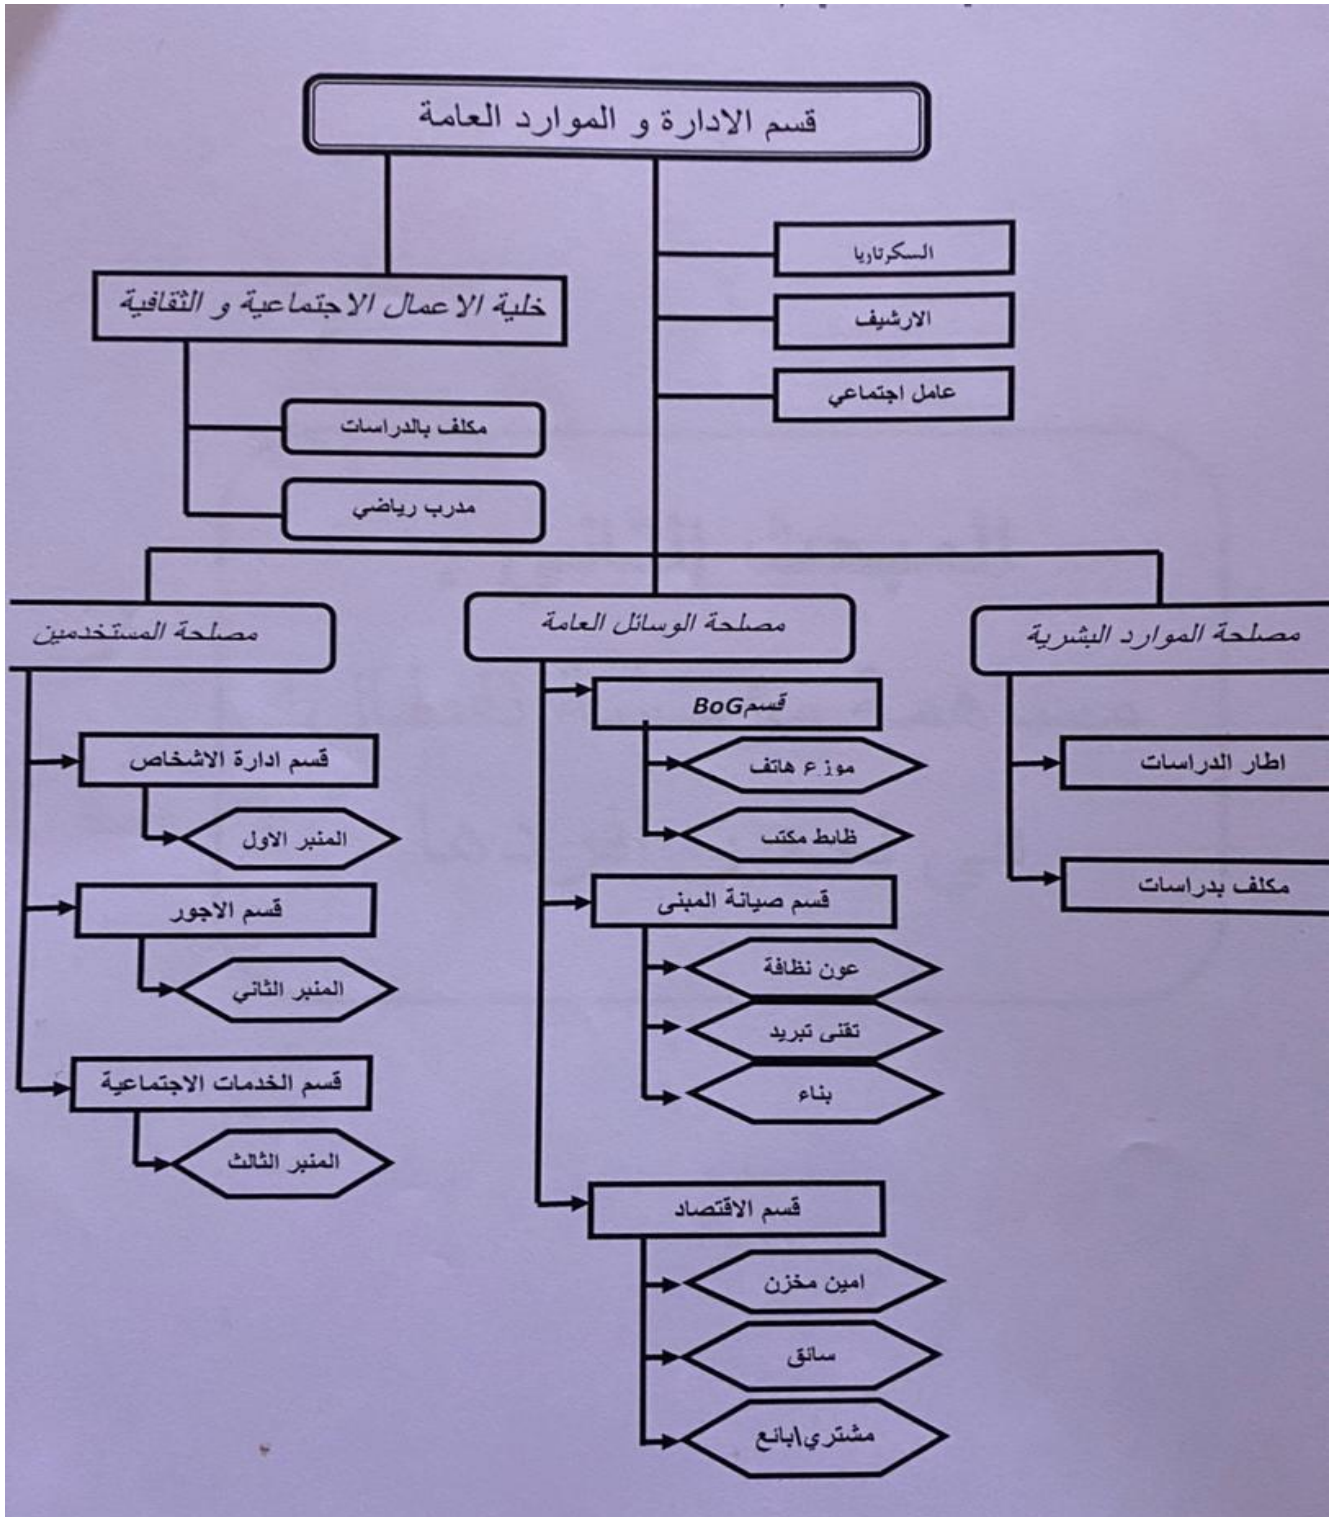 قسم الادارة و الموارد العامة
السكرتاريا
خلية الاعمال الاجتماعية و الثقافية
الارشيف
عامل اجتماعي
مكلف بالدراسات
مدرب رياضي
مصلحة الموارد البشرية
اطار الدراسات
مكلف بدراسات
مصلحة الوسائل العامة
قسم BoG
موزع هاتف
ظابط مكتب
قسم صيانة المبنى
عون نظافة
تقنى تبريد
بناء
قسم الاقتصاد
امين مخزن
سائق
مشتري\بائع
مصلحة المستخدمين
قسم ادارة الاشخاص
المنبر الاول
قسم الاجور
المنبر الثاني
قسم الخدمات الاجتماعية
المنبر الثالث